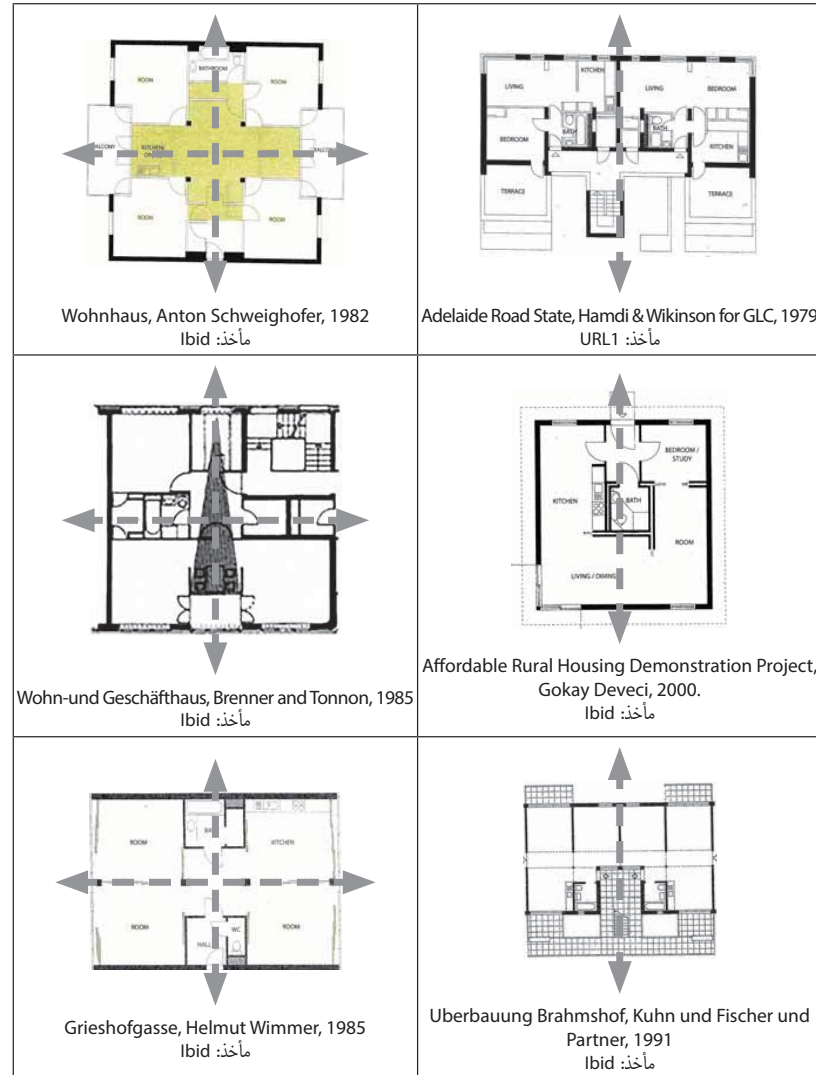 BATHROOM
ROOM
ROOM
BALCONY
KITCHEN/
BALCONY
ROOM
ROOM
Wohnhaus, Anton Schweighofer, 1982
مأخذ: Ibid
LIVING
KITCHEN
LIVING
BEDROOM
BEDROOM
BATH
BATH
KITCHEN
TERRACE
TERRACE
Adelaide Road State, Hamdi & Wikinson for GLC, 1979
مأخذ: URL1
Wohn-und Geschäfthaus, Brenner and Tonnon, 1985
مأخذ: Ibid
KITCHEN
BEDROOM /
STUDY
BATH
ROOM
LIVING / DIMING
Affordable Rural Housing Demonstration Project,
Gokay Deveci, 2000.
مأخذ: Ibid
ROOM
KITCHEN
ROOM
WC
HALL
ROOM
Grieshofgasse, Helmut Wimmer, 1985
مأخذ: Ibid
Uberbauung Brahmshof, Kuhn und Fischer und
Partner, 1991
مأخذ: Ibid